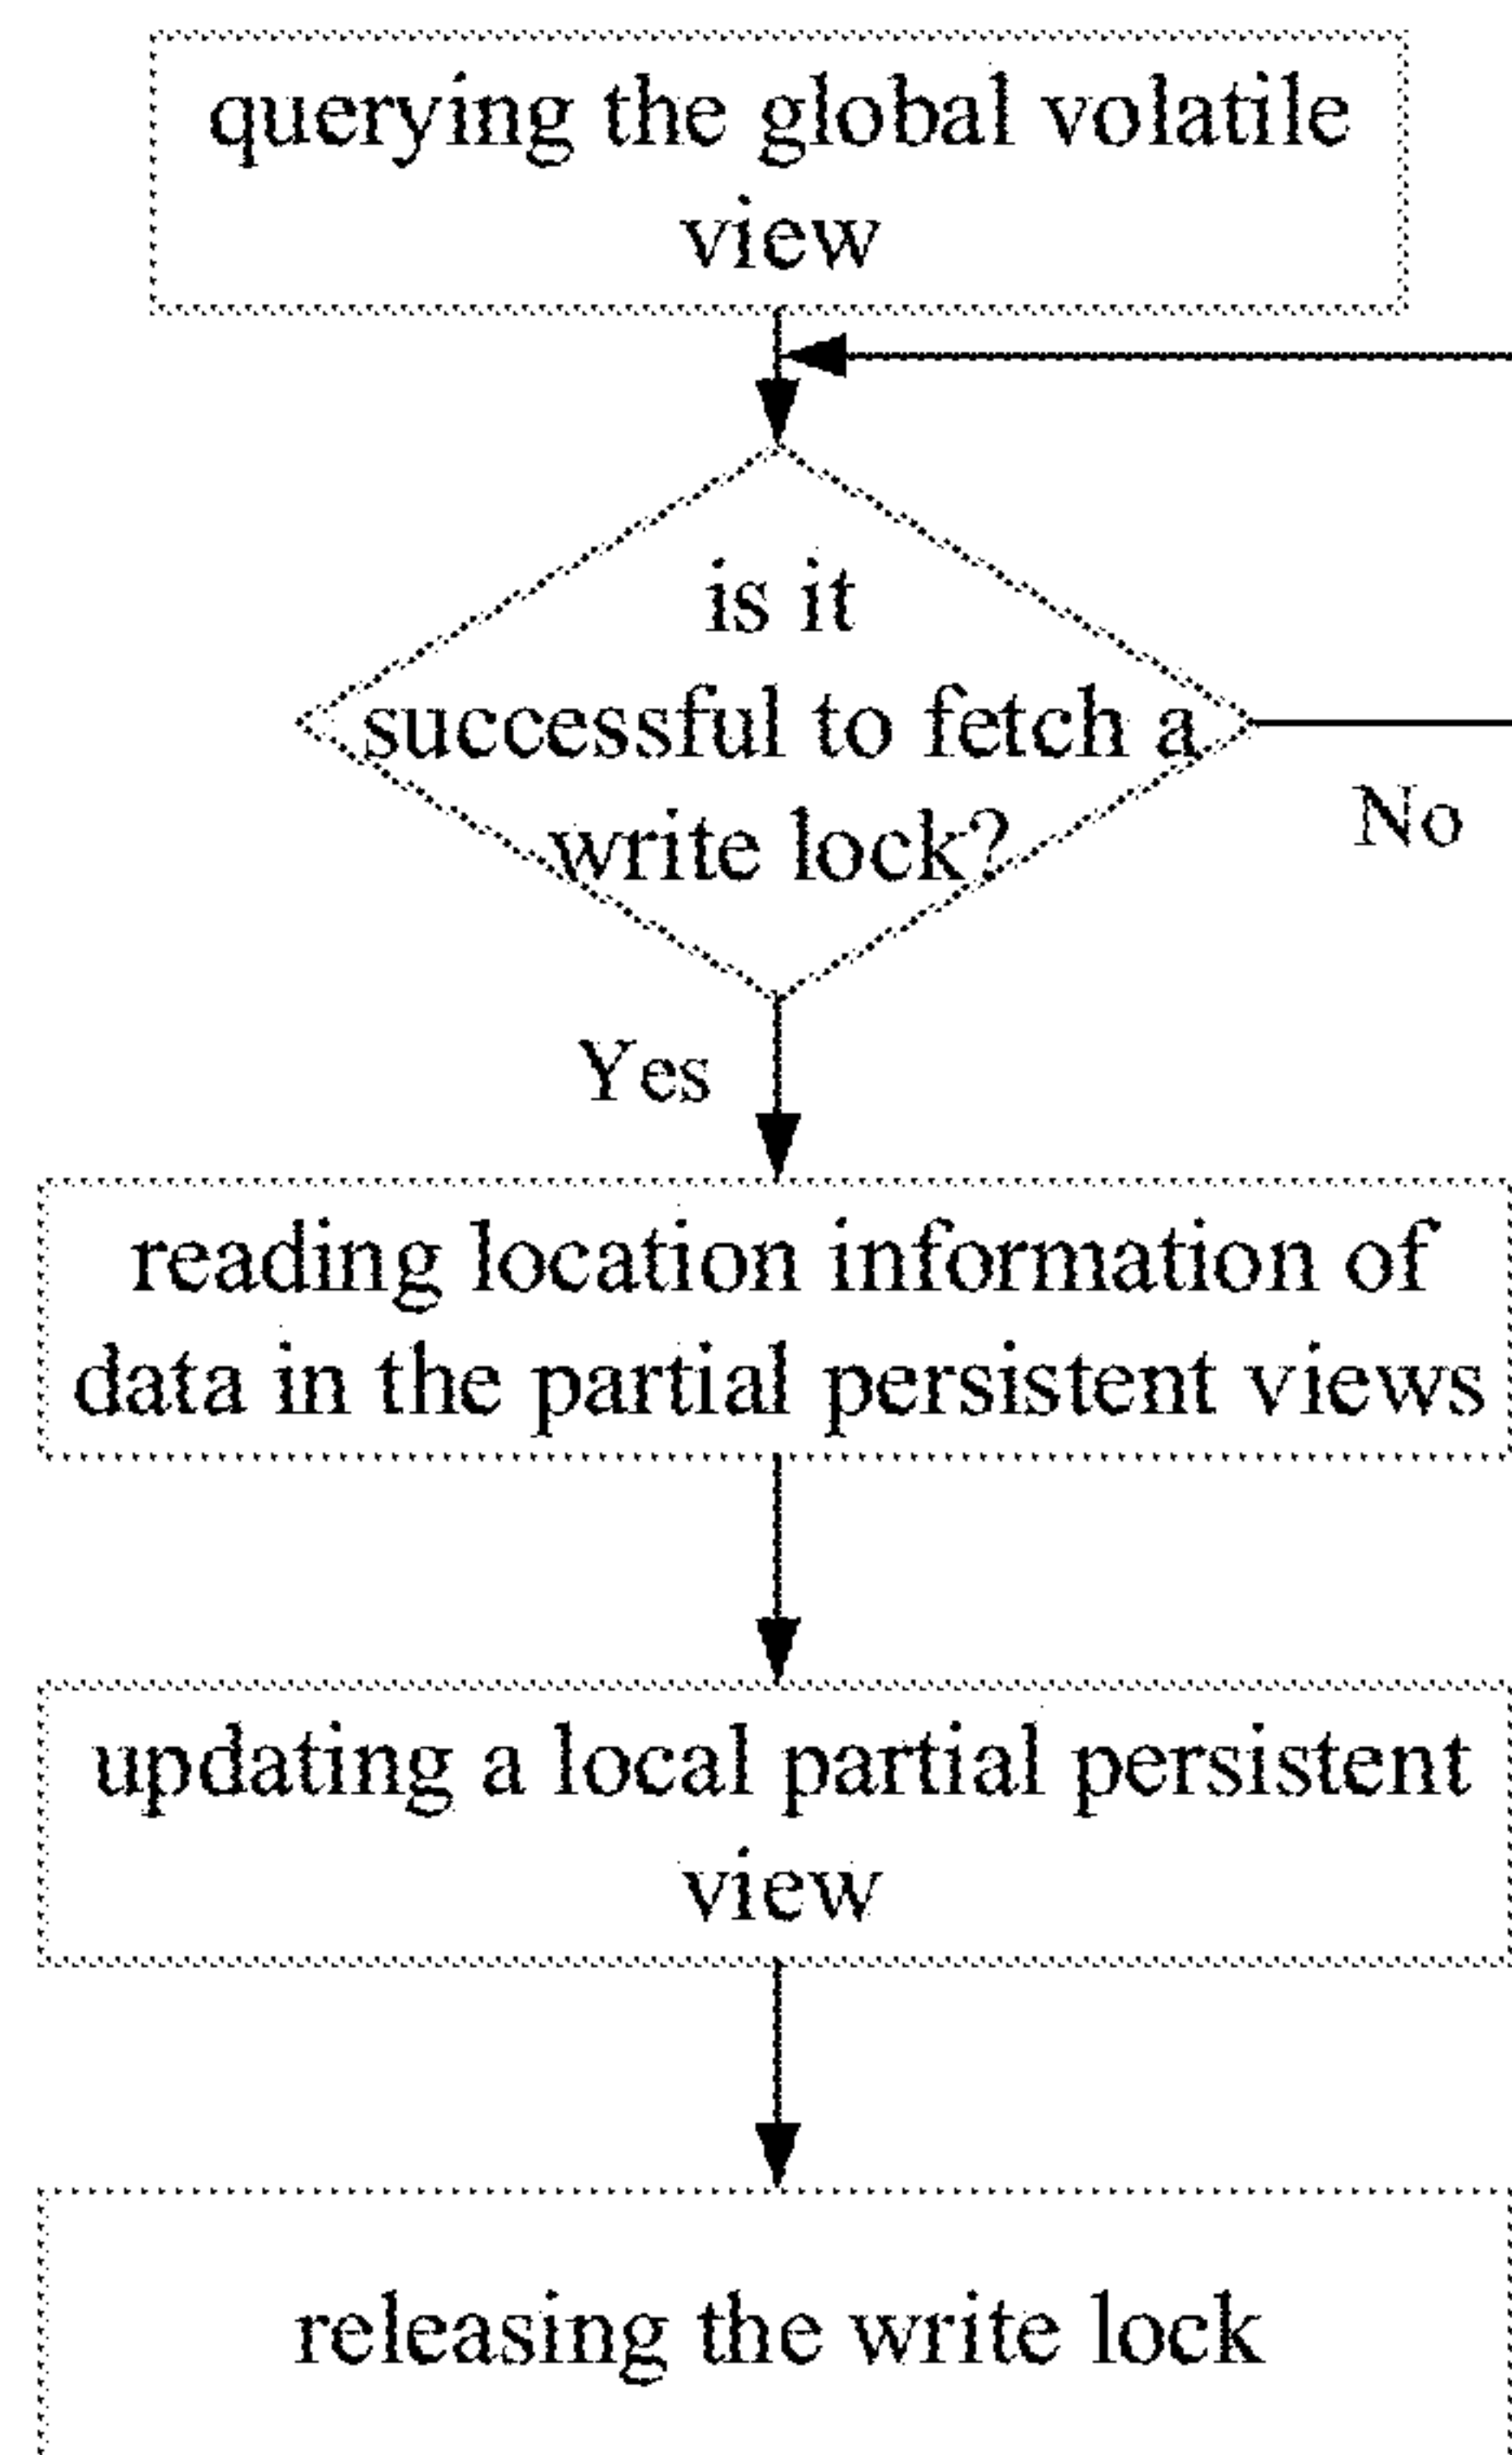 querying the global volatile
view
is it
successful to fetch a
write lock?
No
Yes
reading location information of
data in the partial persistent views
updating a local partial persistent
view
releasing the write lock